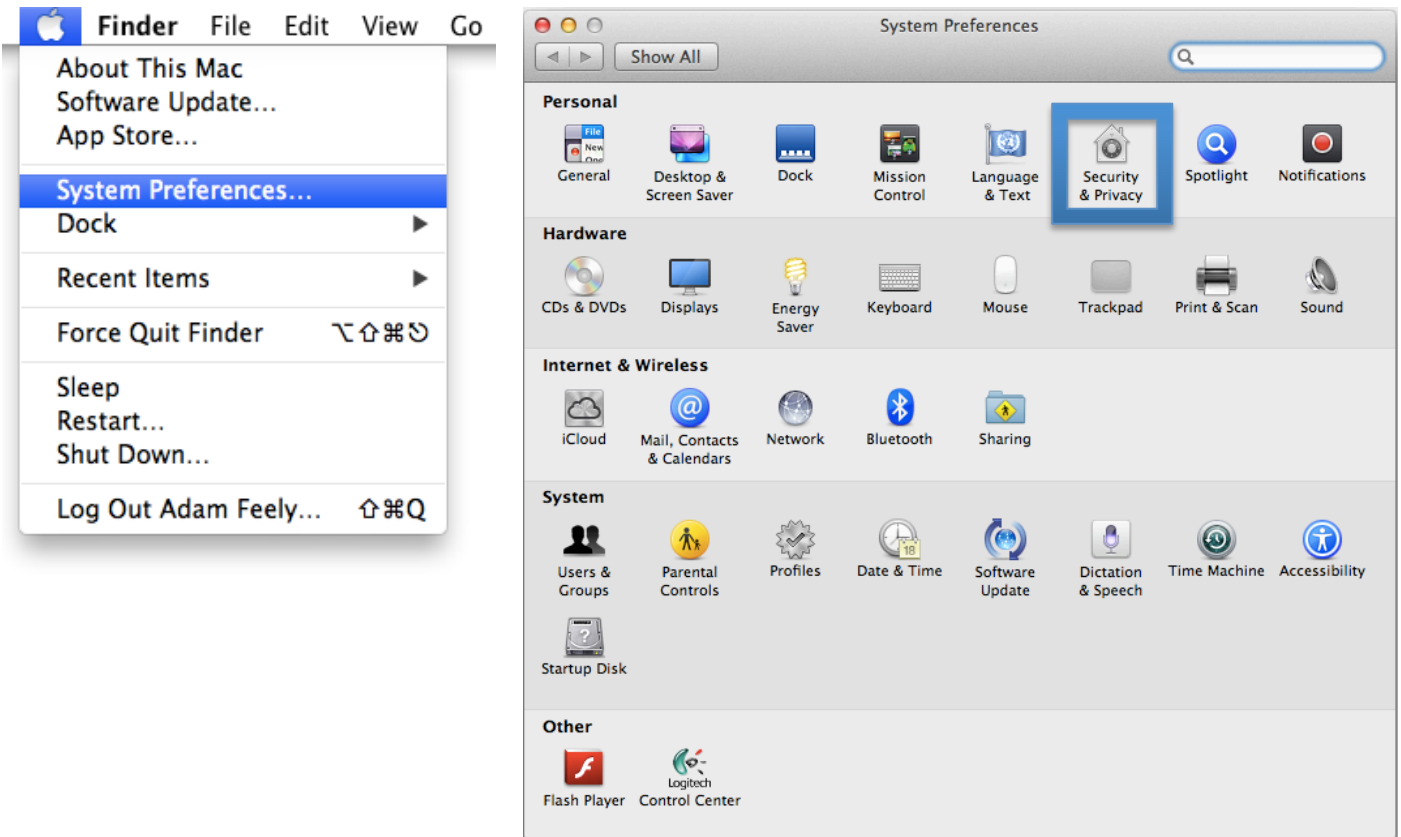 Finder File Edit View Go
About This Mac
Software Update...
App Store...
System Preferences...
Dock ▶
Recent Items ▶
Force Quit Finder ⌥⇧⌘⎋
Sleep
Restart...
Shut Down...
Log Out Adam Feely... ⇧⌘Q
System Preferences
Show All
Personal
File
New
One
General
Desktop &
Screen Saver
Dock
Mission
Control
Language
& Text
Security
& Privacy
Spotlight
Notifications
Hardware
CDs & DVDs
Displays
Energy
Saver
Keyboard
Mouse
Trackpad
Print & Scan
Sound
Internet & Wireless
iCloud
@
Mail, Contacts
& Calendars
Network
Bluetooth
Sharing
System
Users &
Groups
Parental
Controls
Profiles
18
Date & Time
Software
Update
Dictation
& Speech
Time Machine
Accessibility
?
Startup Disk
Other
Flash Player
Logitech
Control Center